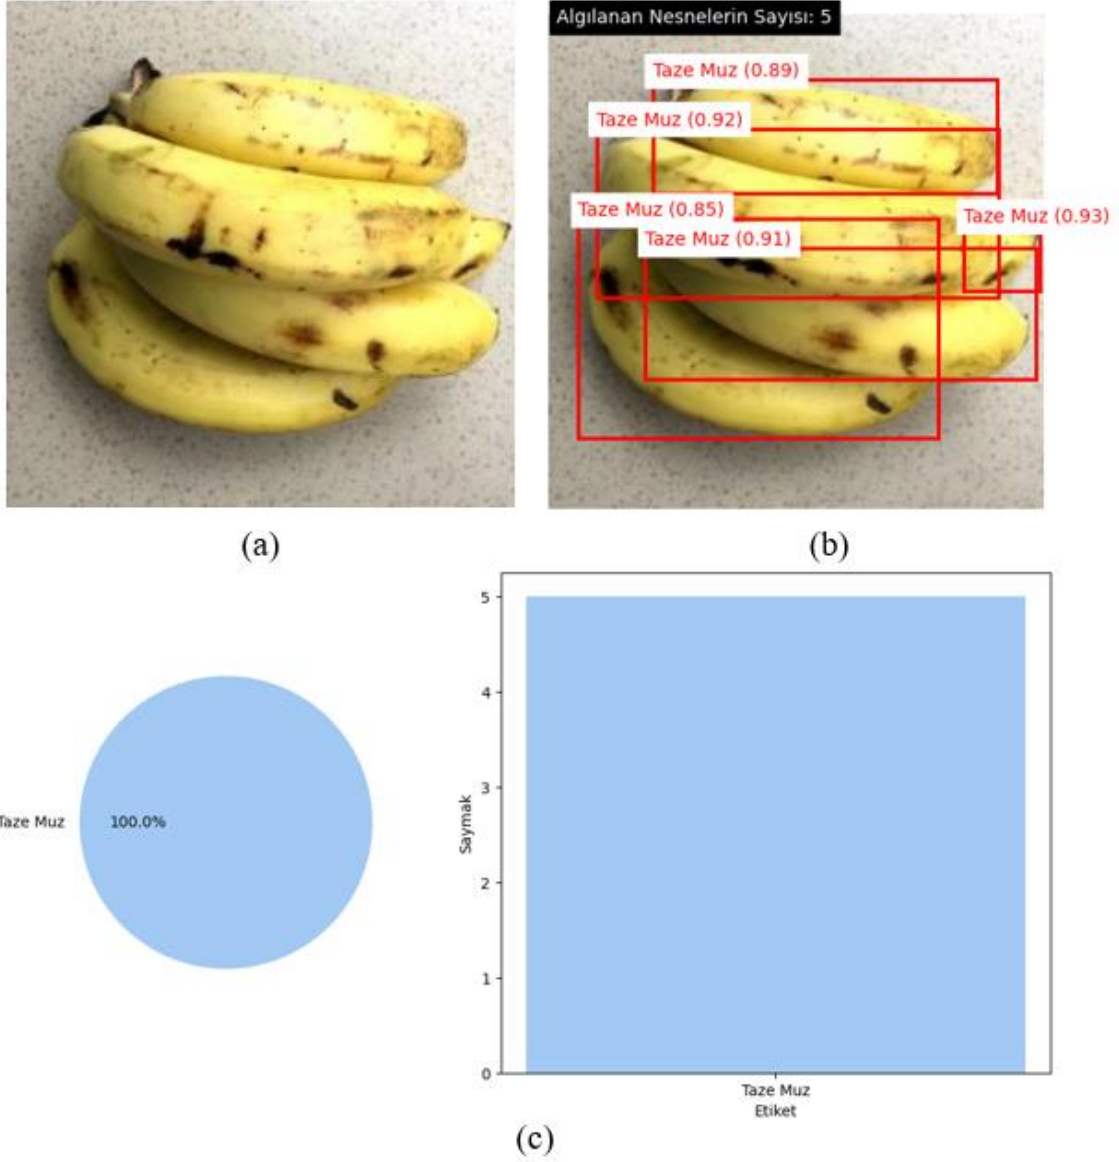 Algılanan Nesnelerin Sayısı: 5
Taze Muz (0.89)
Taze Muz (0.92)
Taze Muz (0.85)
Taze Muz (0.93)
Taze Muz (0.91)
(a)
(b)
Taze Muz
100.0%
5
4
3
2
1
0
Saymak
Taze Muz
Etiket
(c)